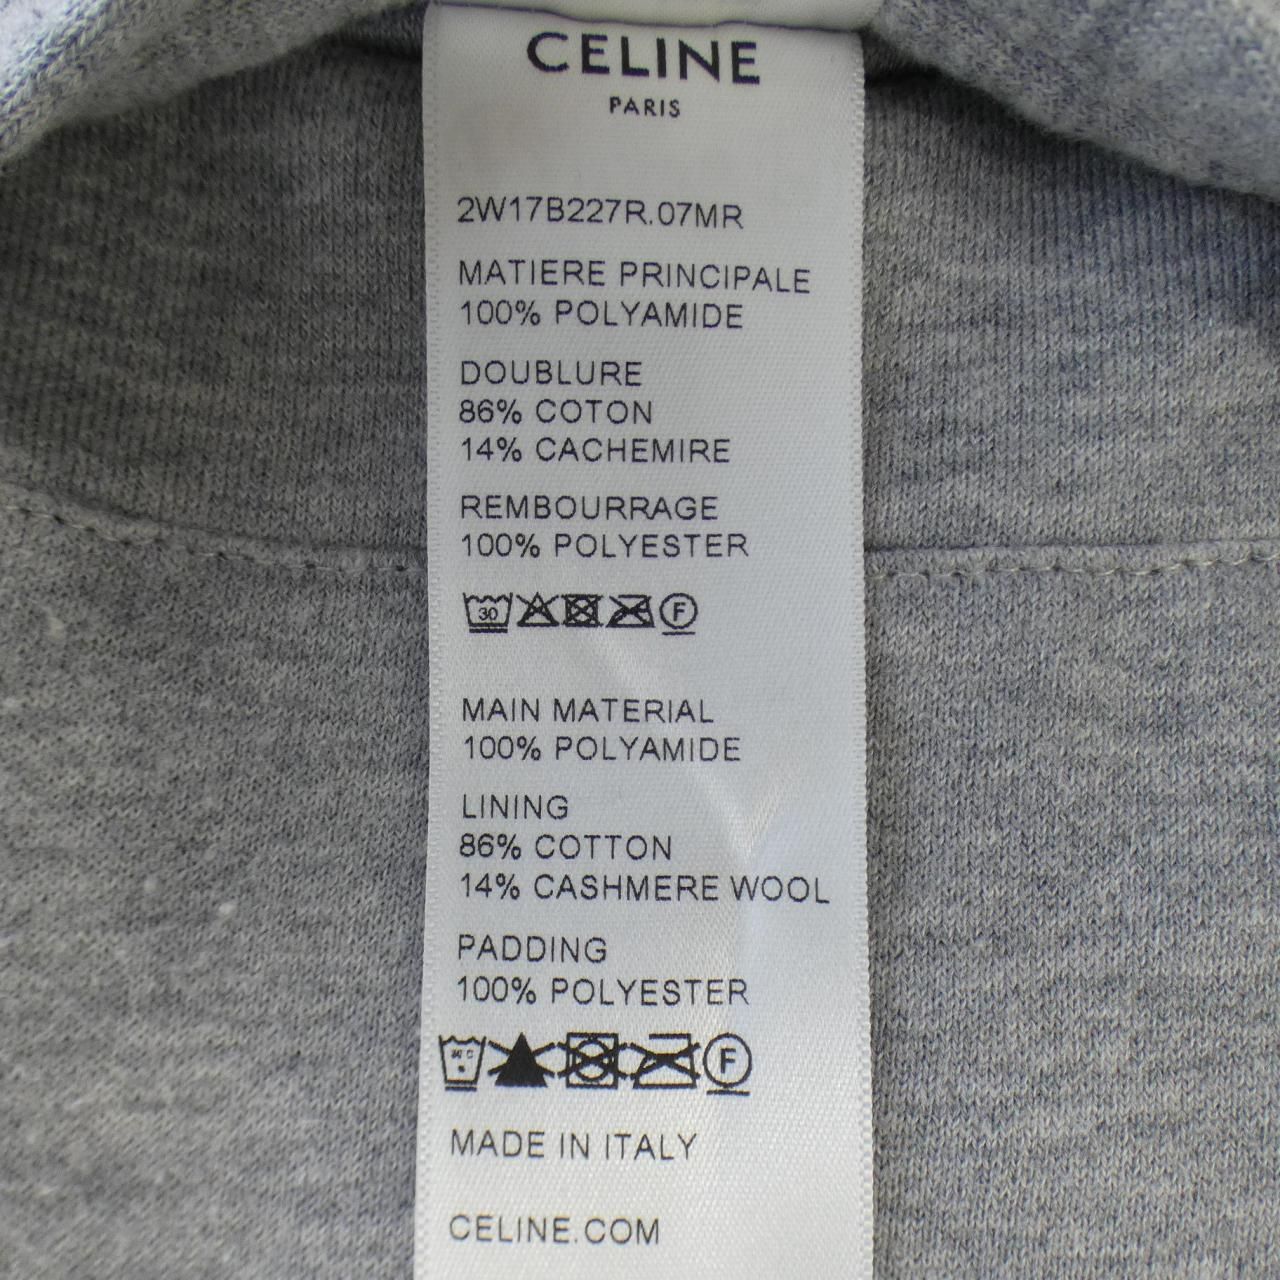 CELINE
PARIS
2W17B227R.07MR
MATIERE PRINCIPALE
100% POLYAMIDE
DOUBLURE
86% COTON
14% CACHEMIRE
REMBOURRAGE
100% POLYESTER
30 F
MAIN MATERIAL
100% POLYAMIDE
LINING
86% COTTON
14% CASHMERE WOOL
PADDING
100% POLYESTER
F
MADE IN ITALY
CELINE.COM